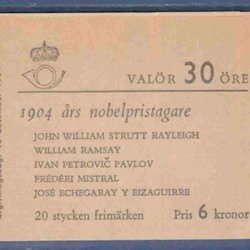 VALÖR 30 ÖRE
1904 års nobelpristagare
JOHN WILLIAM STRUTT RAYLEIGH
WILLIAM RAMSAY
IVAN PETROVIČ PAVLOV
FRÉDÉRI MISTRAL
JOSÉ ECHEGARAY Y EIZAGUIRRE
20 stycken frimärken Pris 6 kronor